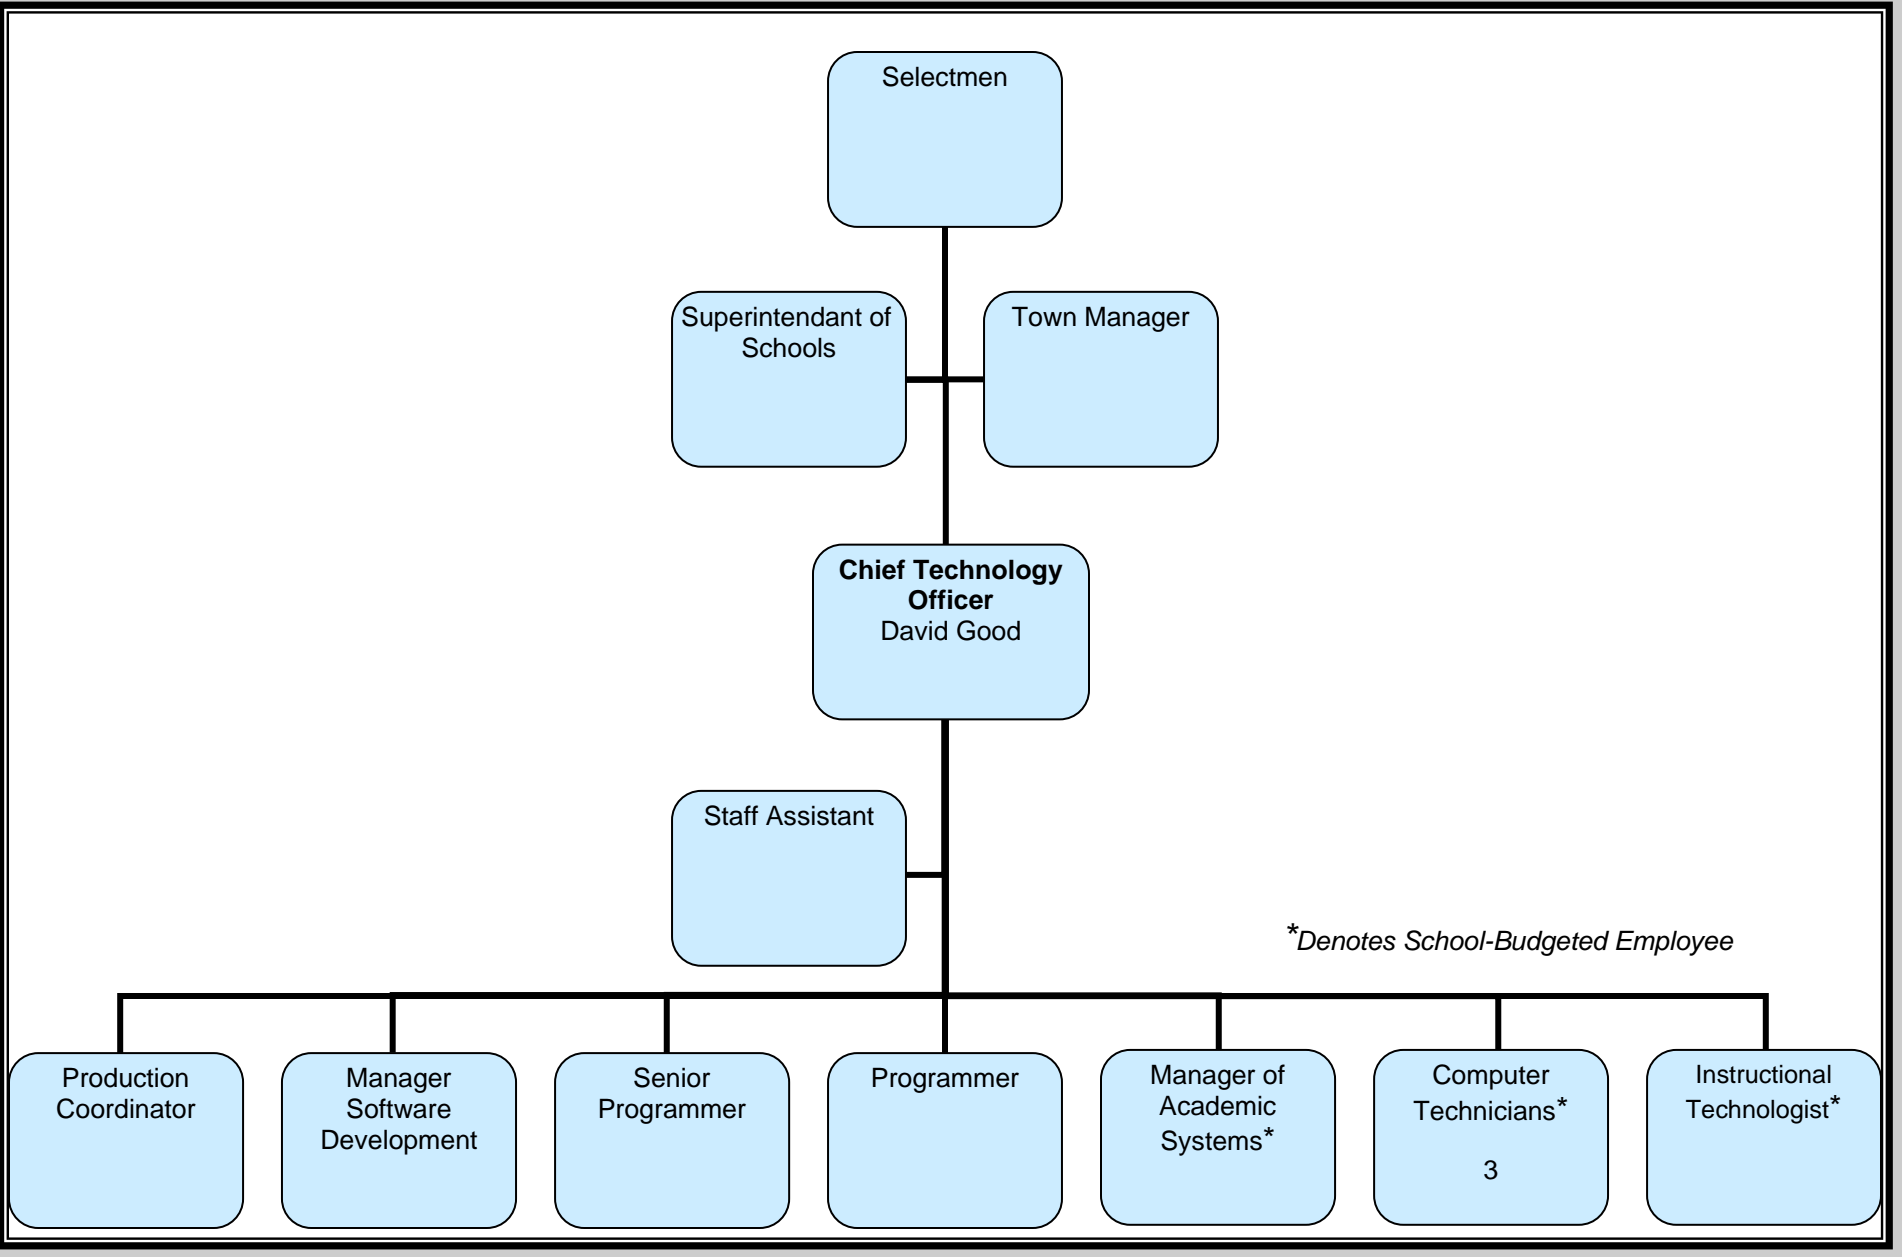 Selectmen
Superintendant of
Schools
Town Manager
Chief Technology
Officer
David Good
Staff Assistant
*Denotes School-Budgeted Employee
Production
Coordinator
Manager
Software
Development
Senior
Programmer
Programmer
Manager of
Academic
Systems*
Computer
Technicians*
3
Instructional
Technologist*